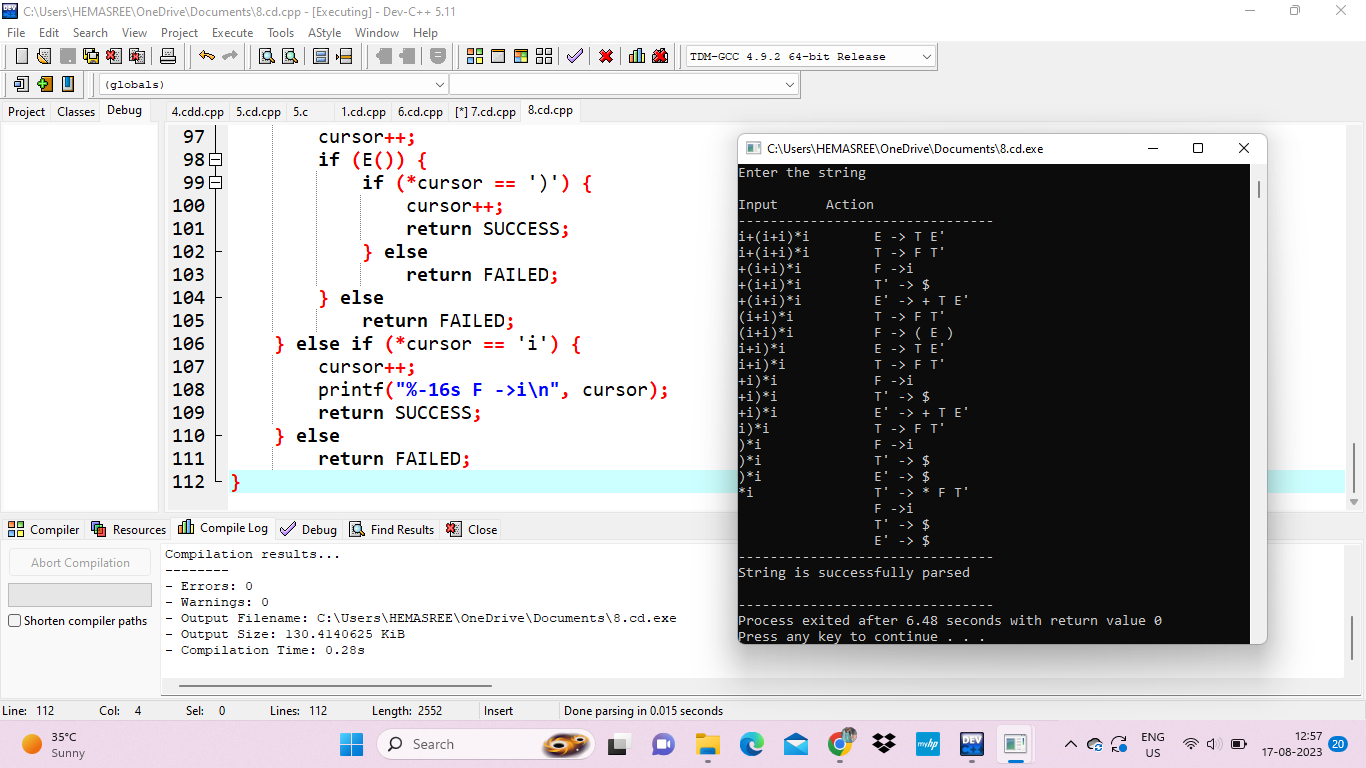 C:\Users\HEMASREE\OneDrive\Documents\8.cd.cpp - [Executing] - Dev-C++ 5.11
File Edit Search View Project Execute Tools AStyle Window Help
TDM-GCC 4.9.2 64-bit Release
(globals)
Project Classes Debug
4.cdd.cpp 5.cd.cpp 5.c 1.cd.cpp 6.cd.cpp [*] 7.cd.cpp 8.cd.cpp
97 cursor++;
98 if (E()) {
99 if (*cursor == ')') {
100 cursor++;
101 return SUCCESS;
102 } else
103 return FAILED;
104 } else
105 return FAILED;
106 } else if (*cursor == 'i') {
107 cursor++;
108 printf("%-16s F ->i\n", cursor);
109 return SUCCESS;
110 } else
111 return FAILED;
112 }
C:\Users\HEMASREE\OneDrive\Documents\8.cd.exe
Enter the string
Input Action
--------------------------------
i+(i+i)*i E -> T E'
i+(i+i)*i T -> F T'
+(i+i)*i F ->i
+(i+i)*i T' -> $
+(i+i)*i E' -> + T E'
(i+i)*i T -> F T'
(i+i)*i F -> ( E )
i+i)*i E -> T E'
i+i)*i T -> F T'
+i)*i F ->i
+i)*i T' -> $
+i)*i E' -> + T E'
i)*i T -> F T'
)*i F ->i
)*i T' -> $
)*i E' -> $
*i T' -> * F T'
F ->i
T' -> $
E' -> $
--------------------------------
String is successfully parsed
--------------------------------
Process exited after 6.48 seconds with return value 0
Press any key to continue . . .
Compiler Resources Compile Log Debug Find Results Close
Abort Compilation
Shorten compiler paths
Compilation results...
--------
- Errors: 0
- Warnings: 0
- Output Filename: C:\Users\HEMASREE\OneDrive\Documents\8.cd.exe
- Output Size: 130.4140625 KiB
- Compilation Time: 0.28s
Line: 112 Col: 4 Sel: 0 Lines: 112 Length: 2552 Insert Done parsing in 0.015 seconds
35°C
Sunny
Search
DEV
myhp
DEV
ENG
US
12:57
17-08-2023
20